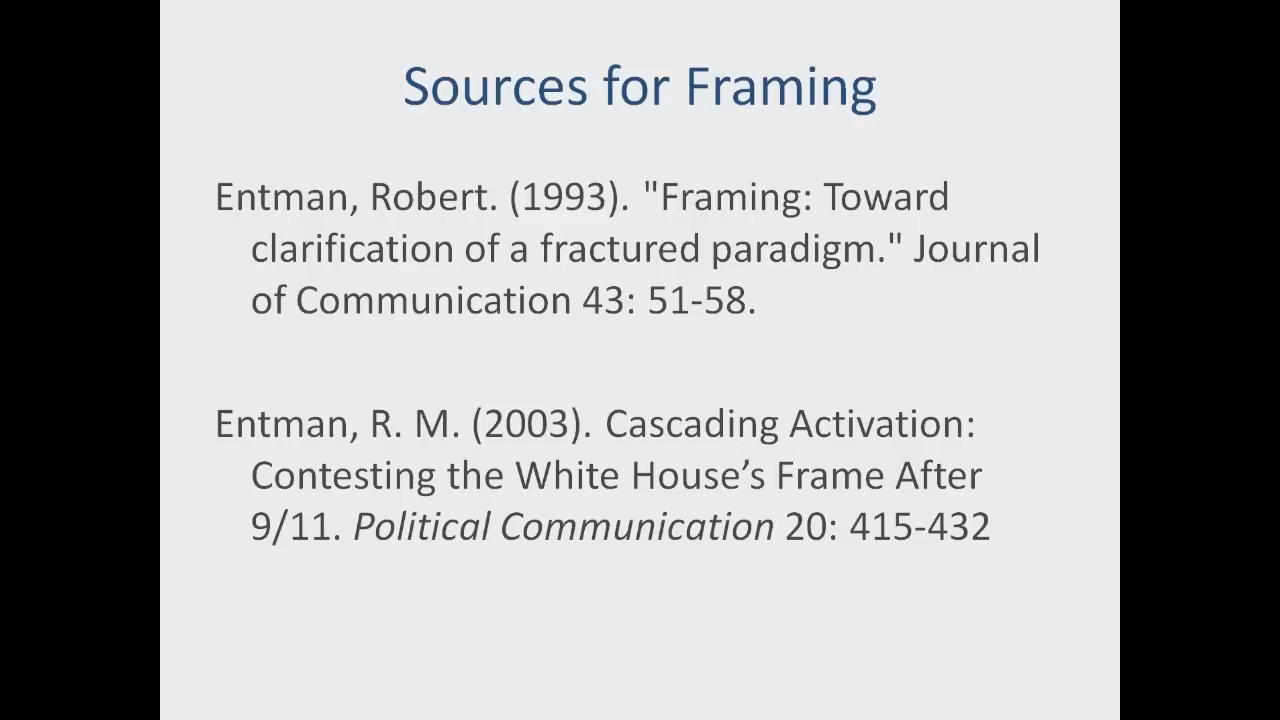 Sources for Framing
Entman, Robert. (1993). "Framing: Toward
clarification of a fractured paradigm." Journal
of Communication 43: 51-58.
Entman, R. M. (2003). Cascading Activation:
Contesting the White House’s Frame After
9/11. Political Communication 20: 415-432